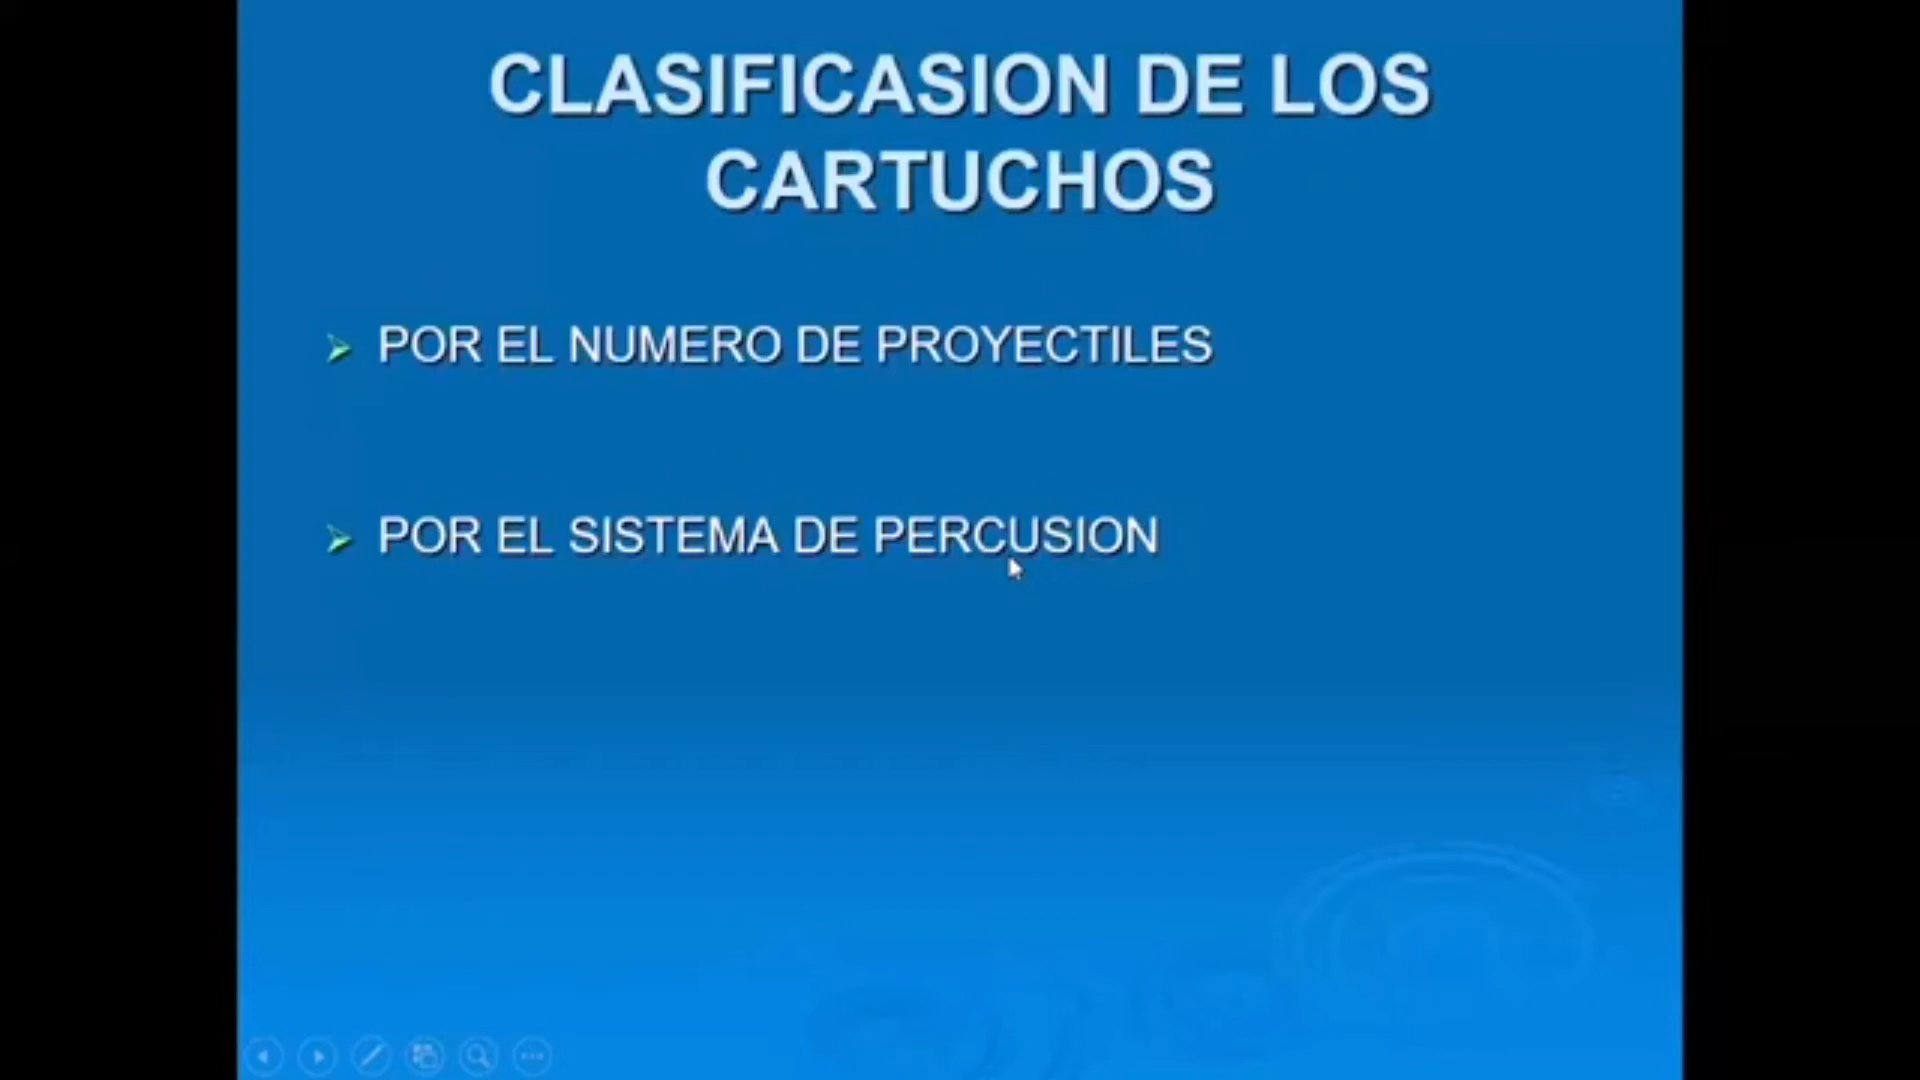 CLASIFICASION DE LOS
CARTUCHOS
POR EL NUMERO DE PROYECTILES
POR EL SISTEMA DE PERCUSION